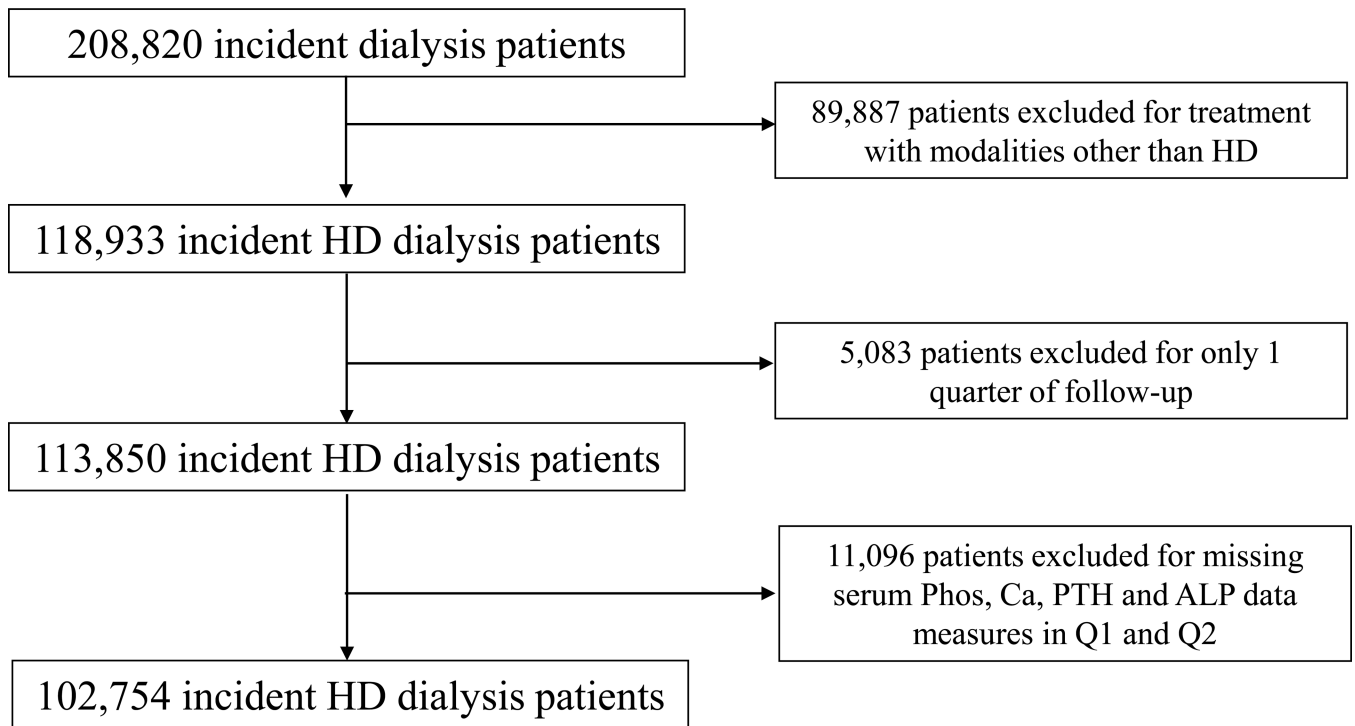 208,820 incident dialysis patients
89,887 patients excluded for treatment
with modalities other than HD
118,933 incident HD dialysis patients
5,083 patients excluded for only 1
quarter of follow-up
113,850 incident HD dialysis patients
11,096 patients excluded for missing
serum Phos, Ca, PTH and ALP data
measures in Q1 and Q2
102,754 incident HD dialysis patients